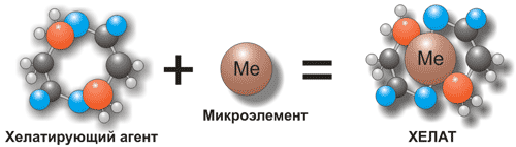 Me
Me
Микроэлемент
Хелатирующий агент
ХЕЛАТ